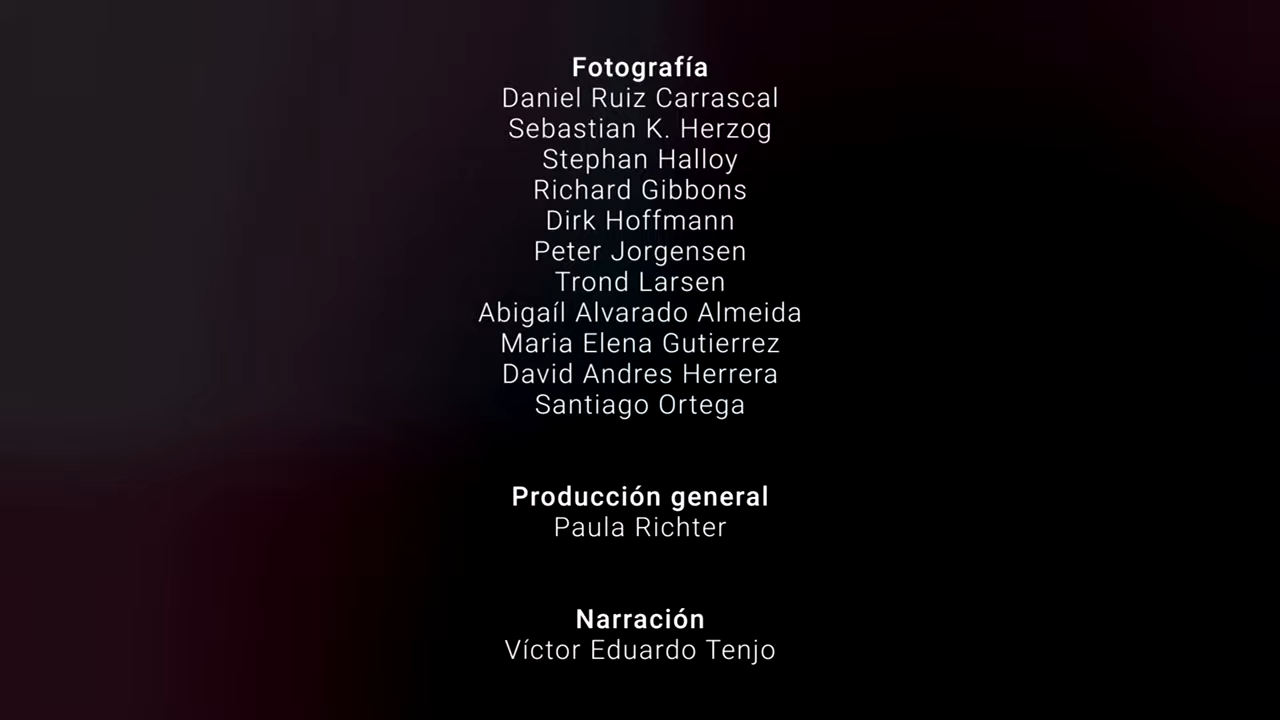 Fotografía
Daniel Ruiz Carrascal
Sebastian K. Herzog
Stephan Halloy
Richard Gibbons
Dirk Hoffmann
Peter Jorgensen
Trond Larsen
Abigaíl Alvarado Almeida
Maria Elena Gutierrez
David Andres Herrera
Santiago Ortega
Producción general
Paula Richter
Narración
Víctor Eduardo Tenjo